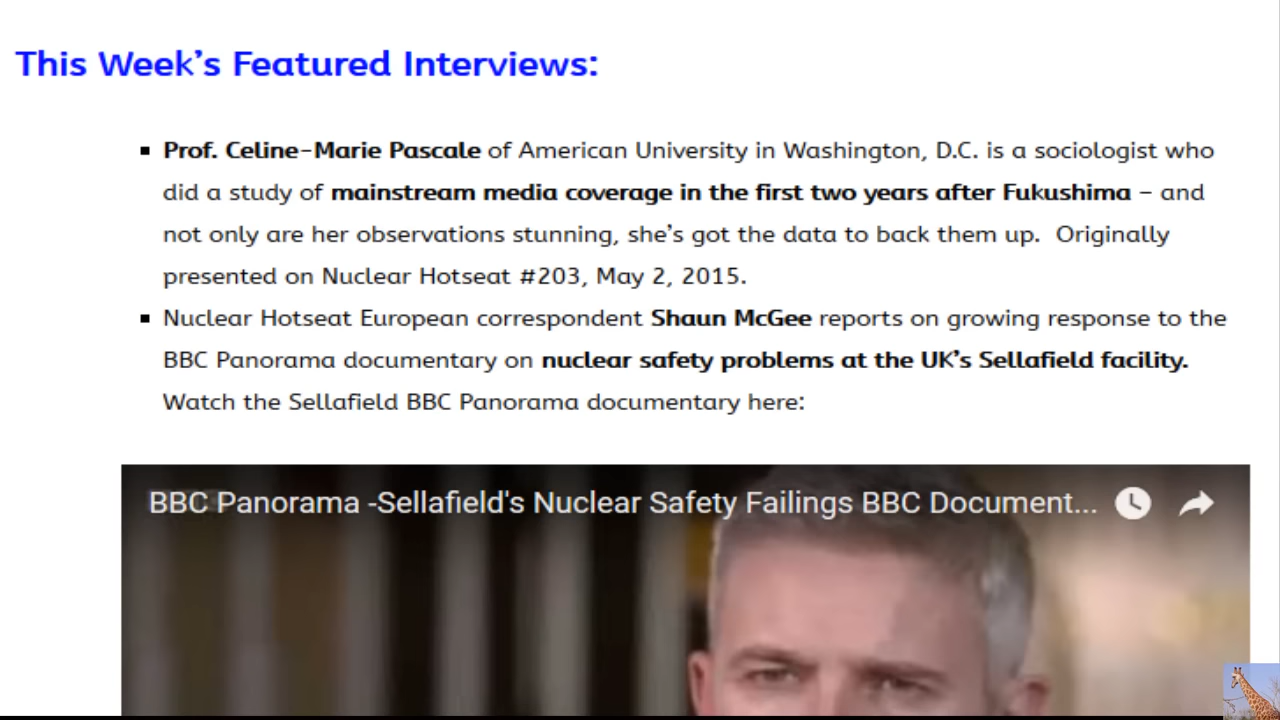 This Week’s Featured Interviews:
Prof. Celine-Marie Pascale of American University in Washington, D.C. is a sociologist who
did a study of mainstream media coverage in the first two years after Fukushima – and
not only are her observations stunning, she’s got the data to back them up.  Originally
presented on Nuclear Hotseat #203, May 2, 2015.
Nuclear Hotseat European correspondent Shaun McGee reports on growing response to the
BBC Panorama documentary on nuclear safety problems at the UK’s Sellafield facility.
Watch the Sellafield BBC Panorama documentary here:
BBC Panorama -Sellafield's Nuclear Safety Failings BBC Document...